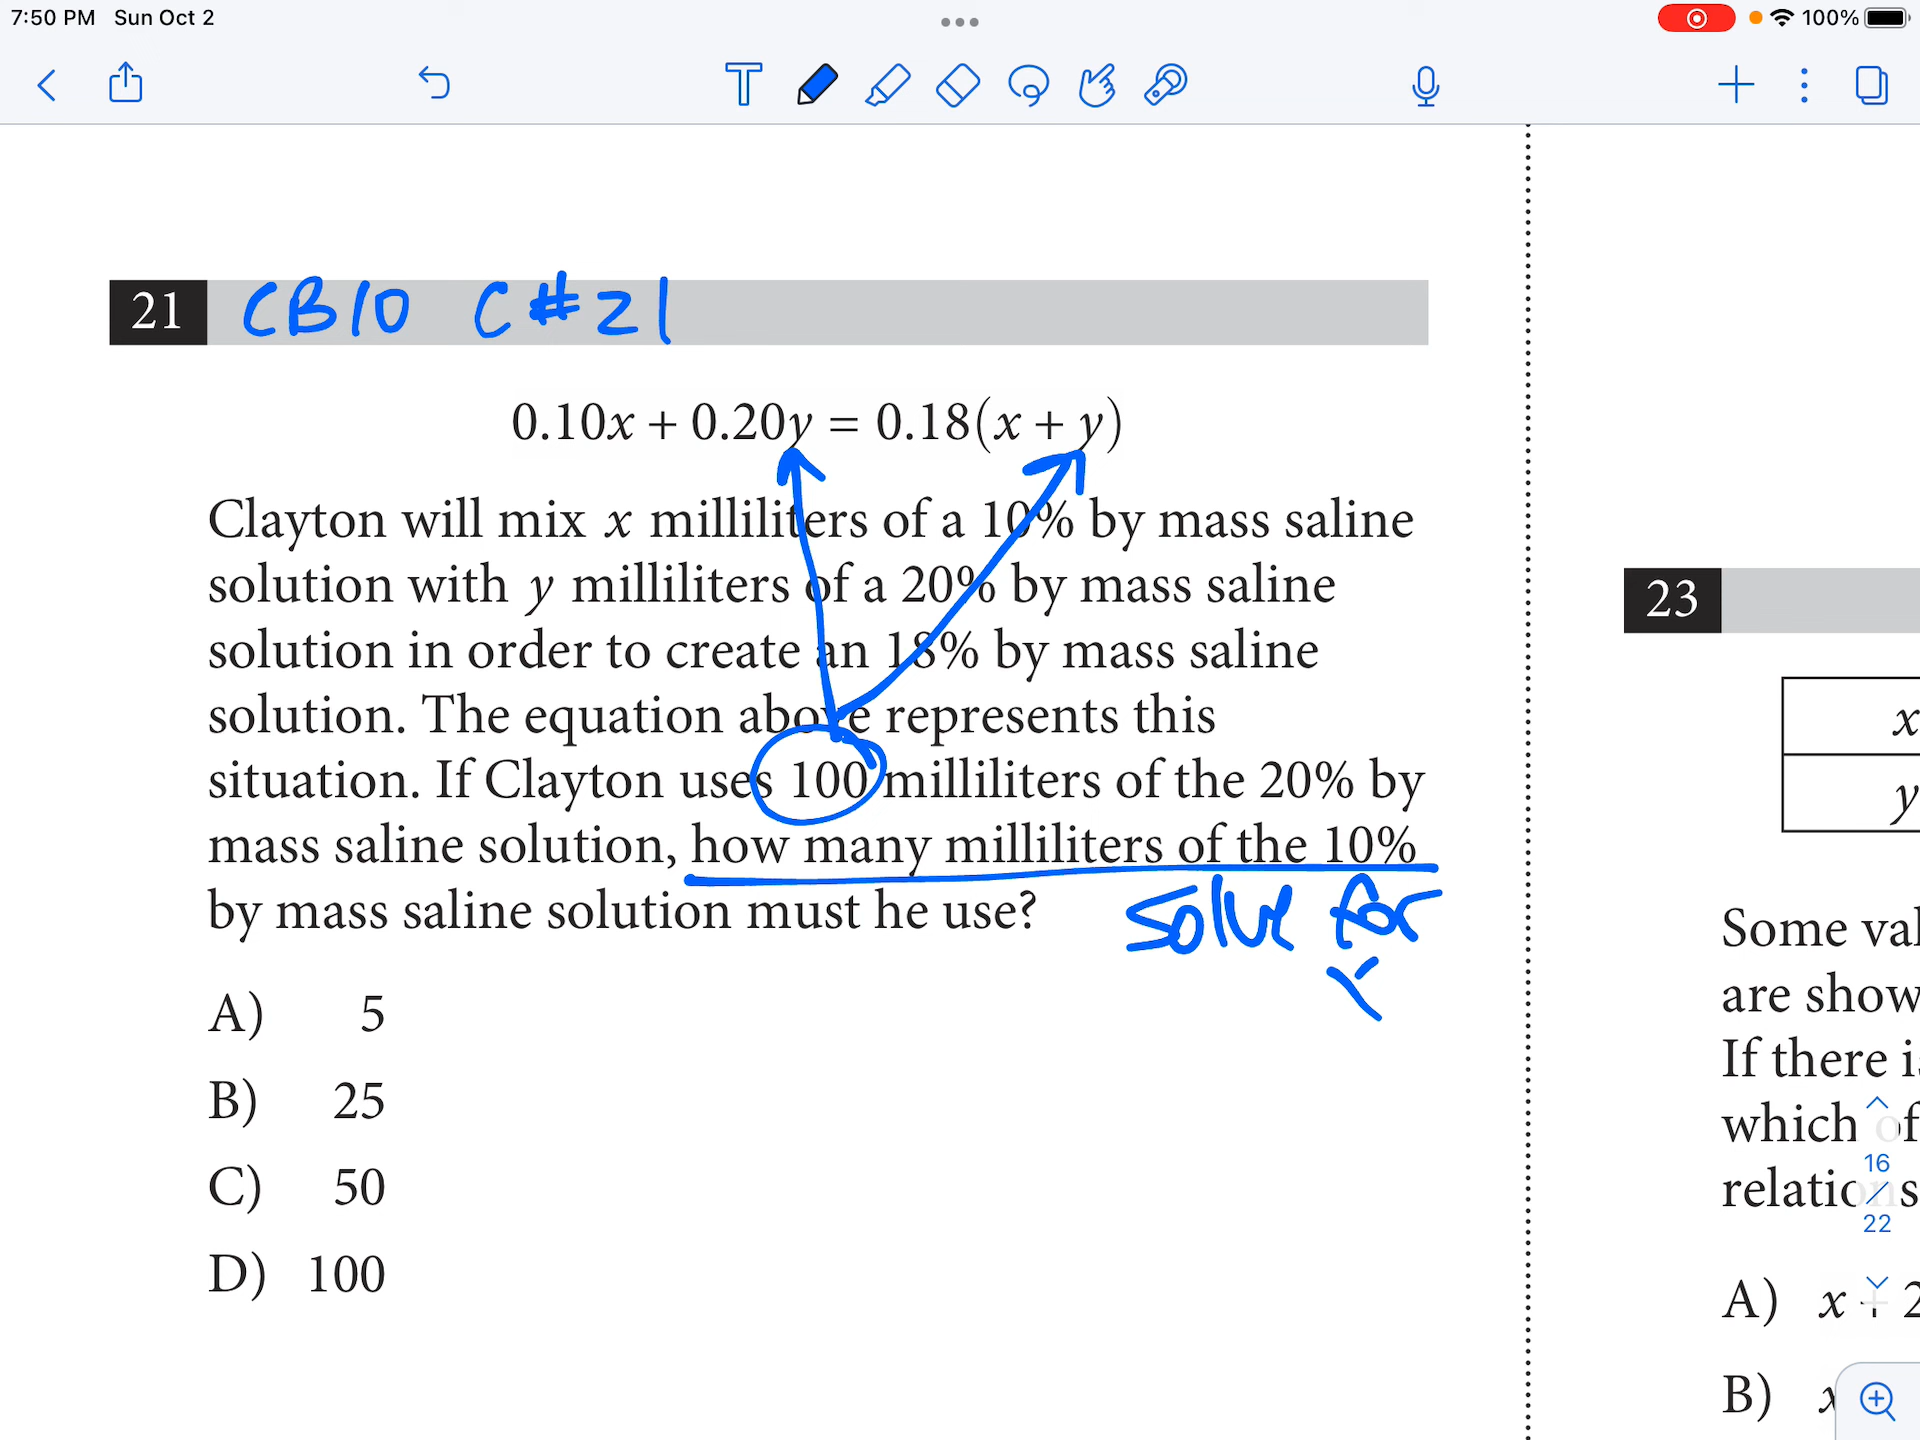 7:50 PM Sun Oct 2
100%
21 CB10 C#21
0.10x + 0.20y = 0.18(x + y)
Clayton will mix x milliliters of a 10% by mass saline
solution with y milliliters of a 20% by mass saline
solution in order to create an 18% by mass saline
solution. The equation above represents this
situation. If Clayton uses 100 milliliters of the 20% by
mass saline solution, how many milliliters of the 10%
by mass saline solution must he use?
solve for
x
A) 5
B) 25
C) 50
D) 100
23
x
y
Some val
are show
If there is
which of
relations
A) x + 2
B) x
16
22